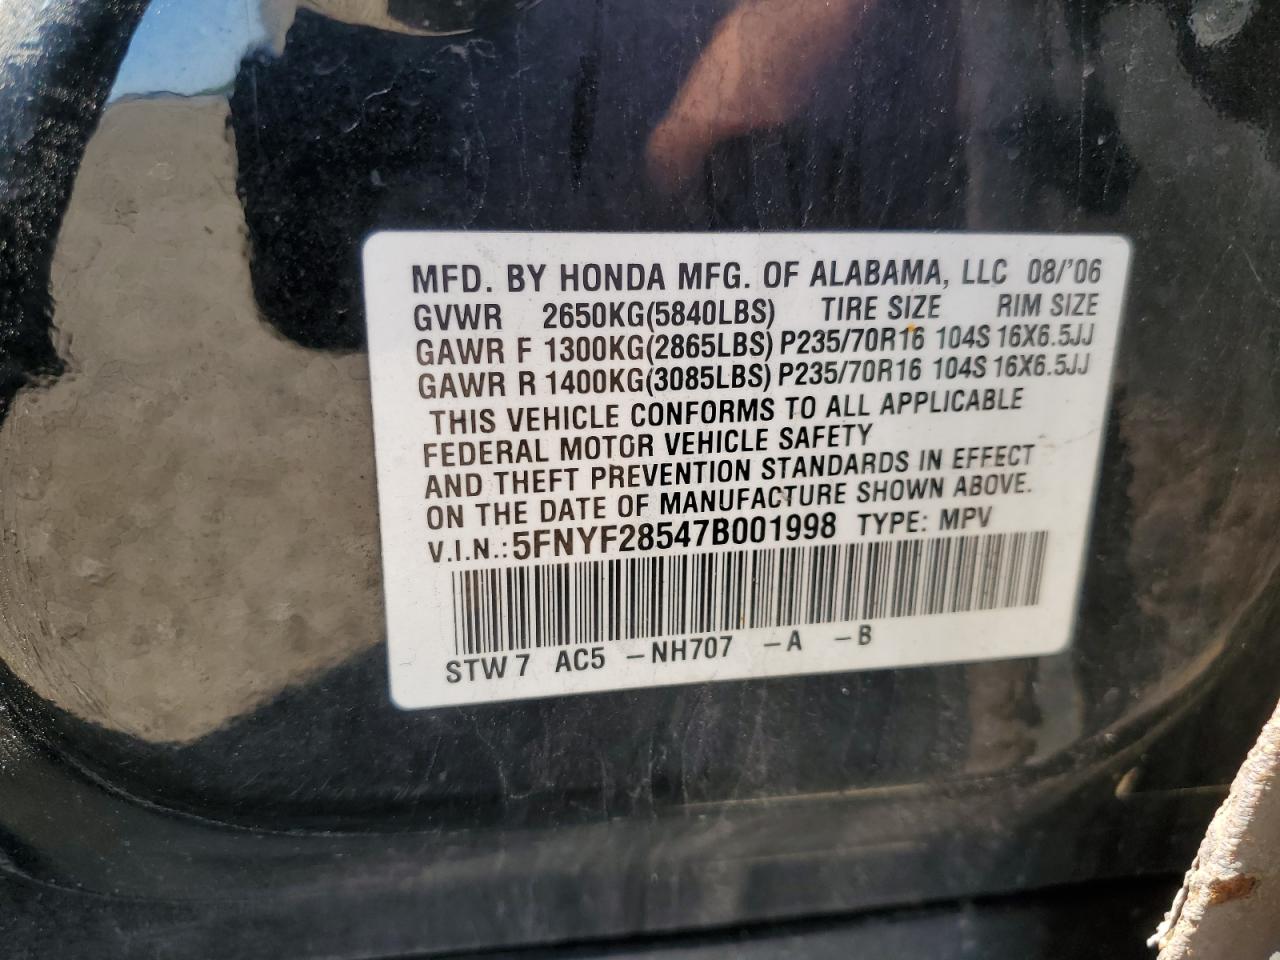 MFD. BY HONDA MFG. OF ALABAMA, LLC 08/'06
GVWR 2650KG(5840LBS) TIRE SIZE RIM SIZE
GAWR F 1300KG(2865LBS) P235/70R16 104S 16X6.5JJ
GAWR R 1400KG(3085LBS) P235/70R16 104S 16X6.5JJ
THIS VEHICLE CONFORMS TO ALL APPLICABLE
FEDERAL MOTOR VEHICLE SAFETY
AND THEFT PREVENTION STANDARDS IN EFFECT
ON THE DATE OF MANUFACTURE SHOWN ABOVE.
V.I.N.: 5FNYF28547B001998 TYPE: MPV
STW7 AC5 -NH707 -A -B